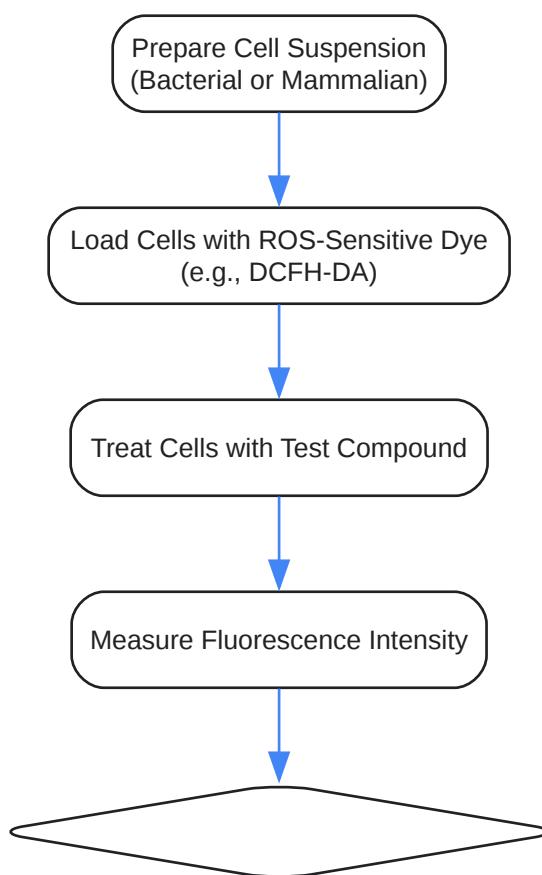 Prepare Cell Suspension
(Bacterial or Mammalian)
Load Cells with ROS-Sensitive Dye
(e.g., DCFH-DA)
Treat Cells with Test Compound
Measure Fluorescence Intensity